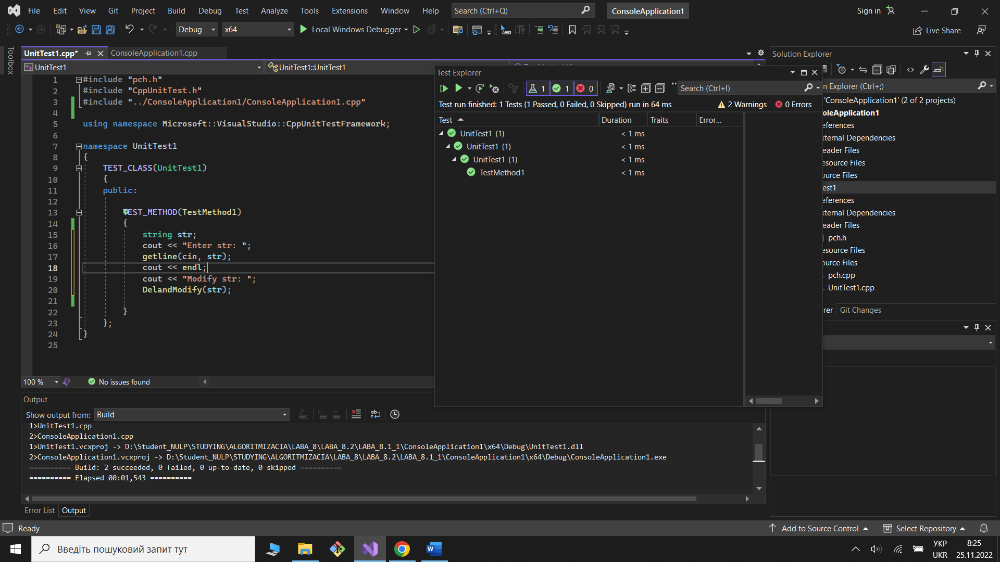 File Edit View Git Project Build Debug Test Analyze Tools Extensions Window Help Search (Ctrl+Q) ConsoleApplication1 Sign in
Debug x64 Local Windows Debugger Live Share
Toolbox
UnitTest1.cpp* ConsoleApplication1.cpp
UnitTest1 UnitTest1::UnitTest1
1 #include "pch.h"
2 #include "CppUnitTest.h"
3 #include "../ConsoleApplication1/ConsoleApplication1.cpp"
4
5 using namespace Microsoft::VisualStudio::CppUnitTestFramework;
6
7 namespace UnitTest1
8 {
9 TEST_CLASS(UnitTest1)
10 {
11 public:
12
13 TEST_METHOD(TestMethod1)
14 {
15 string str;
16 cout << "Enter str: ";
17 getline(cin, str);
18 cout << endl;
19 cout << "Modify str: ";
20 DelandModify(str);
21
22 }
23 };
24 }
25
100 % No issues found
Test Explorer
1 1 0 Search (Ctrl+I)
Test run finished: 1 Tests (1 Passed, 0 Failed, 0 Skipped) run in 64 ms 2 Warnings 0 Errors
Test Duration Traits Error...
UnitTest1 (1) < 1 ms
UnitTest1 (1) < 1 ms
UnitTest1 (1) < 1 ms
TestMethod1 < 1 ms
Solution Explorer
n Explorer (Ctrl+;)
'ConsoleApplication1' (2 of 2 projects)
oleApplication1
eferences
xternal Dependencies
eader Files
esource Files
ource Files
est1
eferences
xternal Dependencies
eader Files
pch.h
esource Files
ource Files
pch.cpp
UnitTest1.cpp
rer Git Changes
Output
Show output from: Build
1>UnitTest1.cpp
2>ConsoleApplication1.cpp
1>UnitTest1.vcxproj -> D:\Student_NULP\STUDYING\ALGORITMIZACIA\LABA_8\LABA_8.2\LABA_8.1_1\ConsoleApplication1\x64\Debug\UnitTest1.dll
2>ConsoleApplication1.vcxproj -> D:\Student_NULP\STUDYING\ALGORITMIZACIA\LABA_8\LABA_8.2\LABA_8.1_1\ConsoleApplication1\x64\Debug\ConsoleApplication1.exe
========== Build: 2 succeeded, 0 failed, 0 up-to-date, 0 skipped ==========
========== Elapsed 00:01,543 ==========
Error List Output
Ready Add to Source Control Select Repository
Введіть пошуковий запит тут
УКР
UKR
8:25
25.11.2022